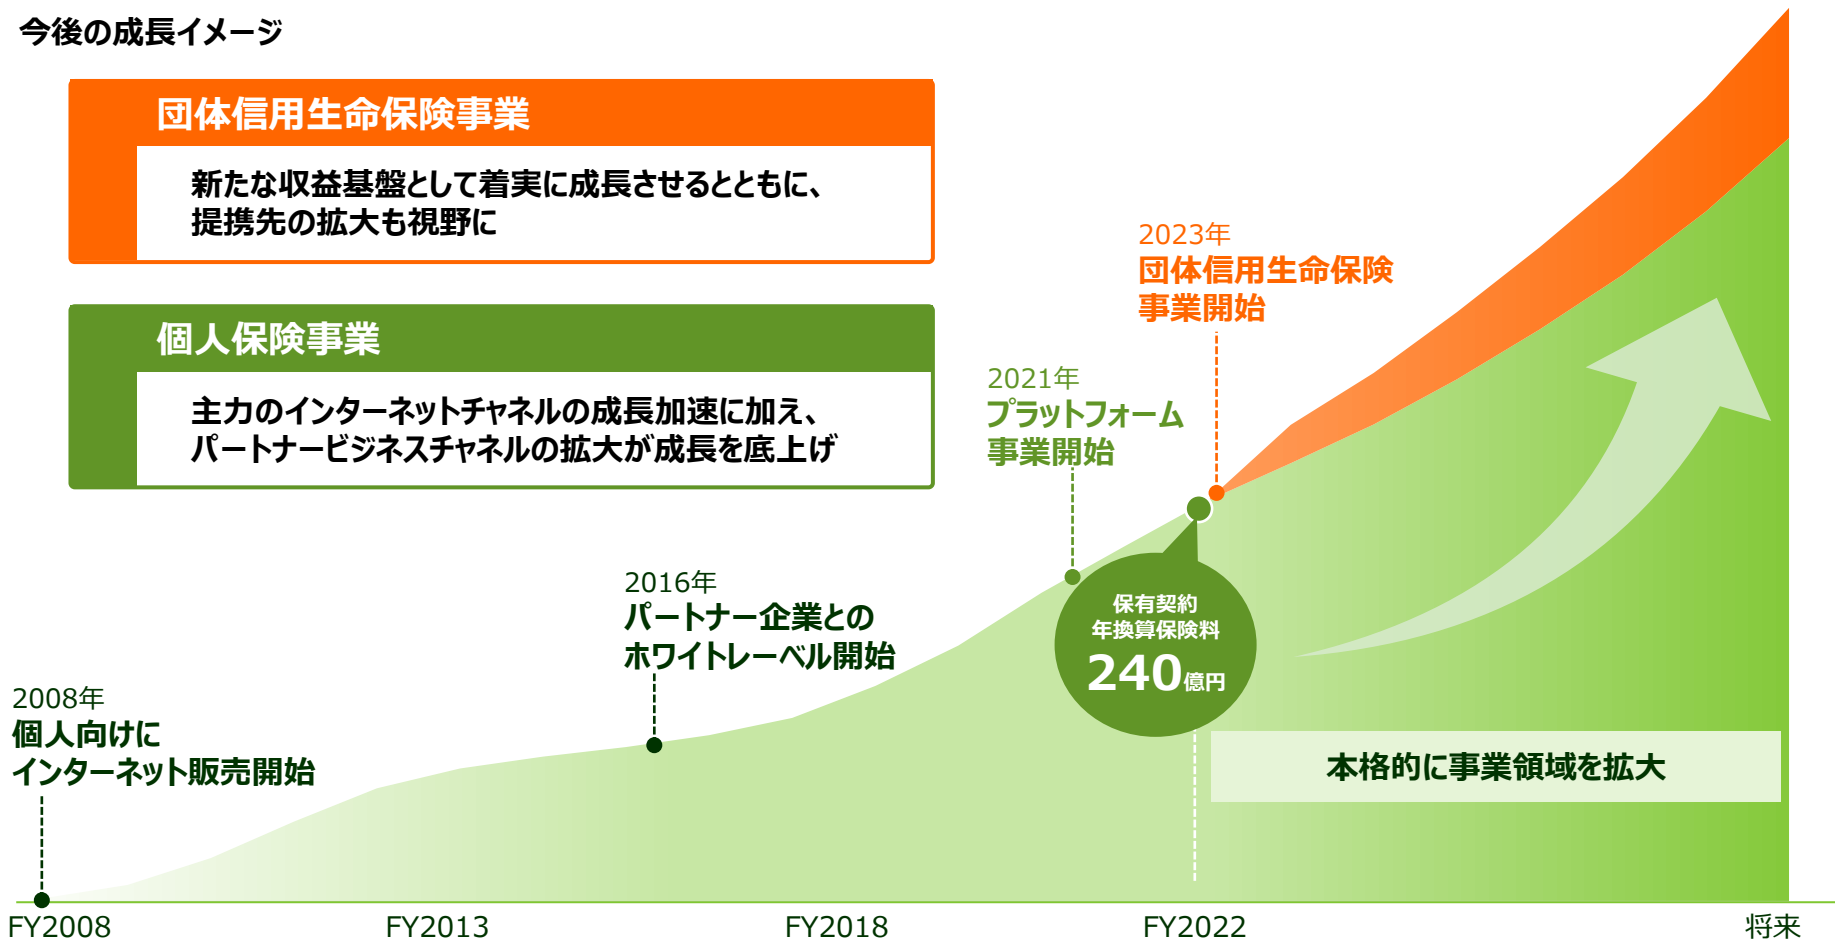 今後の成長イメージ
団体信用生命保険事業
新たな収益基盤として着実に成長させるとともに、
提携先の拡大も視野に
個人保険事業
主力のインターネットチャネルの成長加速に加え、
パートナービジネスチャネルの拡大が成長を底上げ
2023年
団体信用生命保険
事業開始
2021年
プラットフォーム
事業開始
2016年
パートナー企業との
ホワイトレーベル開始
2008年
個人向けに
インターネット販売開始
保有契約
年換算保険料
240億円
本格的に事業領域を拡大
FY2008
FY2013
FY2018
FY2022
将来